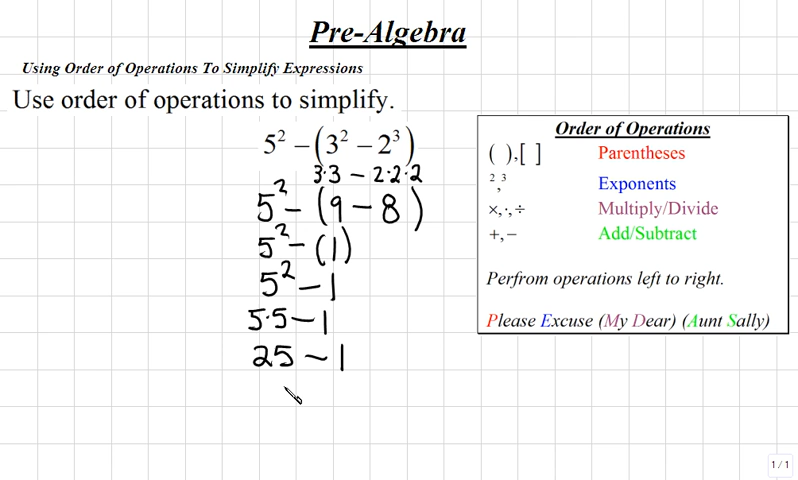 Pre-Algebra
Using Order of Operations To Simplify Expressions
Use order of operations to simplify.
5² − (3² − 2³)
3·3 − 2·2·2
5² − (9 − 8)
5² − (1)
5² − 1
5·5 − 1
25 − 1
Order of Operations
( ),[ ] Parentheses
²,³ Exponents
×,·,÷ Multiply/Divide
+,− Add/Subtract
Perfrom operations left to right.
Please Excuse (My Dear) (Aunt Sally)
1 / 1